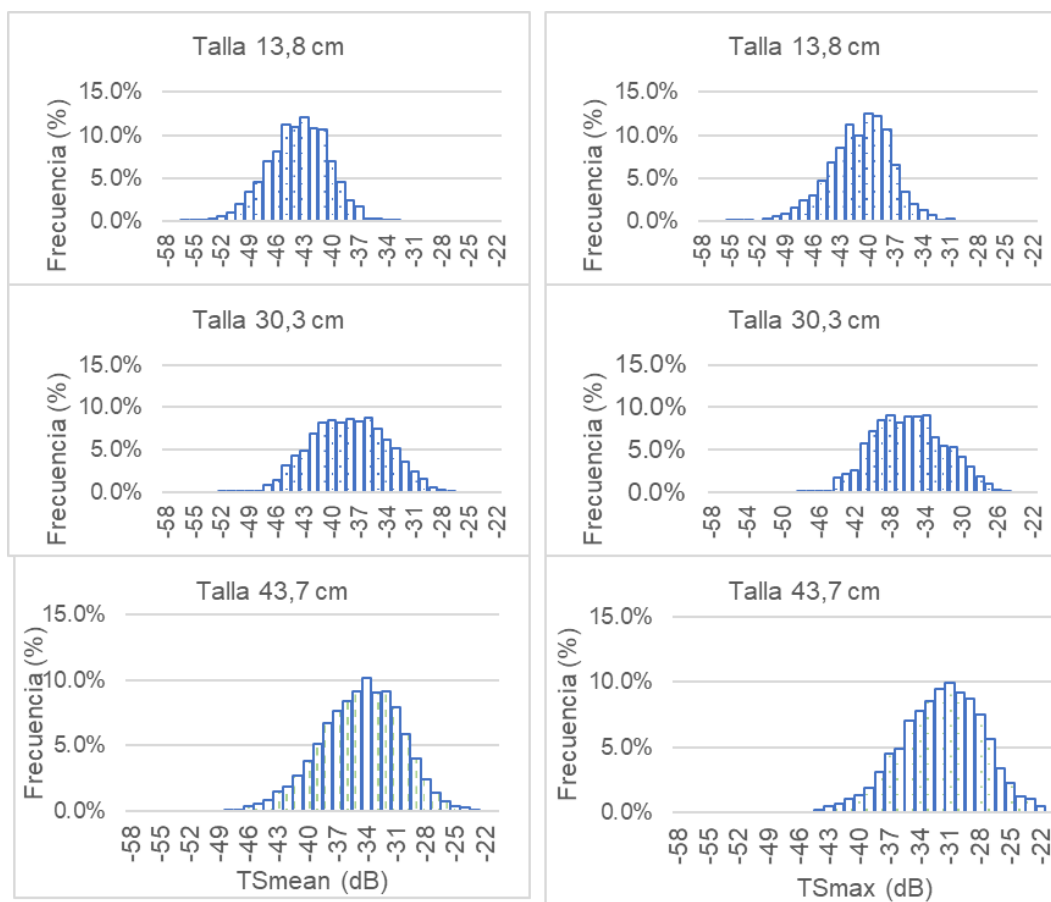 Talla 13,8 cm
Frecuencia (%)
15.0%
10.0%
5.0%
0.0%
-58 -55 -52 -49 -46 -43 -40 -37 -34 -31 -28 -25 -22
Talla 13,8 cm
Frecuencia (%)
15.0%
10.0%
5.0%
0.0%
-58 -55 -52 -49 -46 -43 -40 -37 -34 -31 -28 -25 -22
Talla 30,3 cm
Frecuencia (%)
15.0%
10.0%
5.0%
0.0%
-58 -55 -52 -49 -46 -43 -40 -37 -34 -31 -28 -25 -22
Talla 30,3 cm
Frecuencia (%)
15.0%
10.0%
5.0%
0.0%
-58 -54 -50 -46 -42 -38 -34 -30 -26 -22
Talla 43,7 cm
Frecuencia (%)
15.0%
10.0%
5.0%
0.0%
-58 -55 -52 -49 -46 -43 -40 -37 -34 -31 -28 -25 -22
TSmean (dB)
Talla 43,7 cm
Frecuencia (%)
15.0%
10.0%
5.0%
0.0%
-58 -55 -52 -49 -46 -43 -40 -37 -34 -31 -28 -25 -22
TSmax (dB)